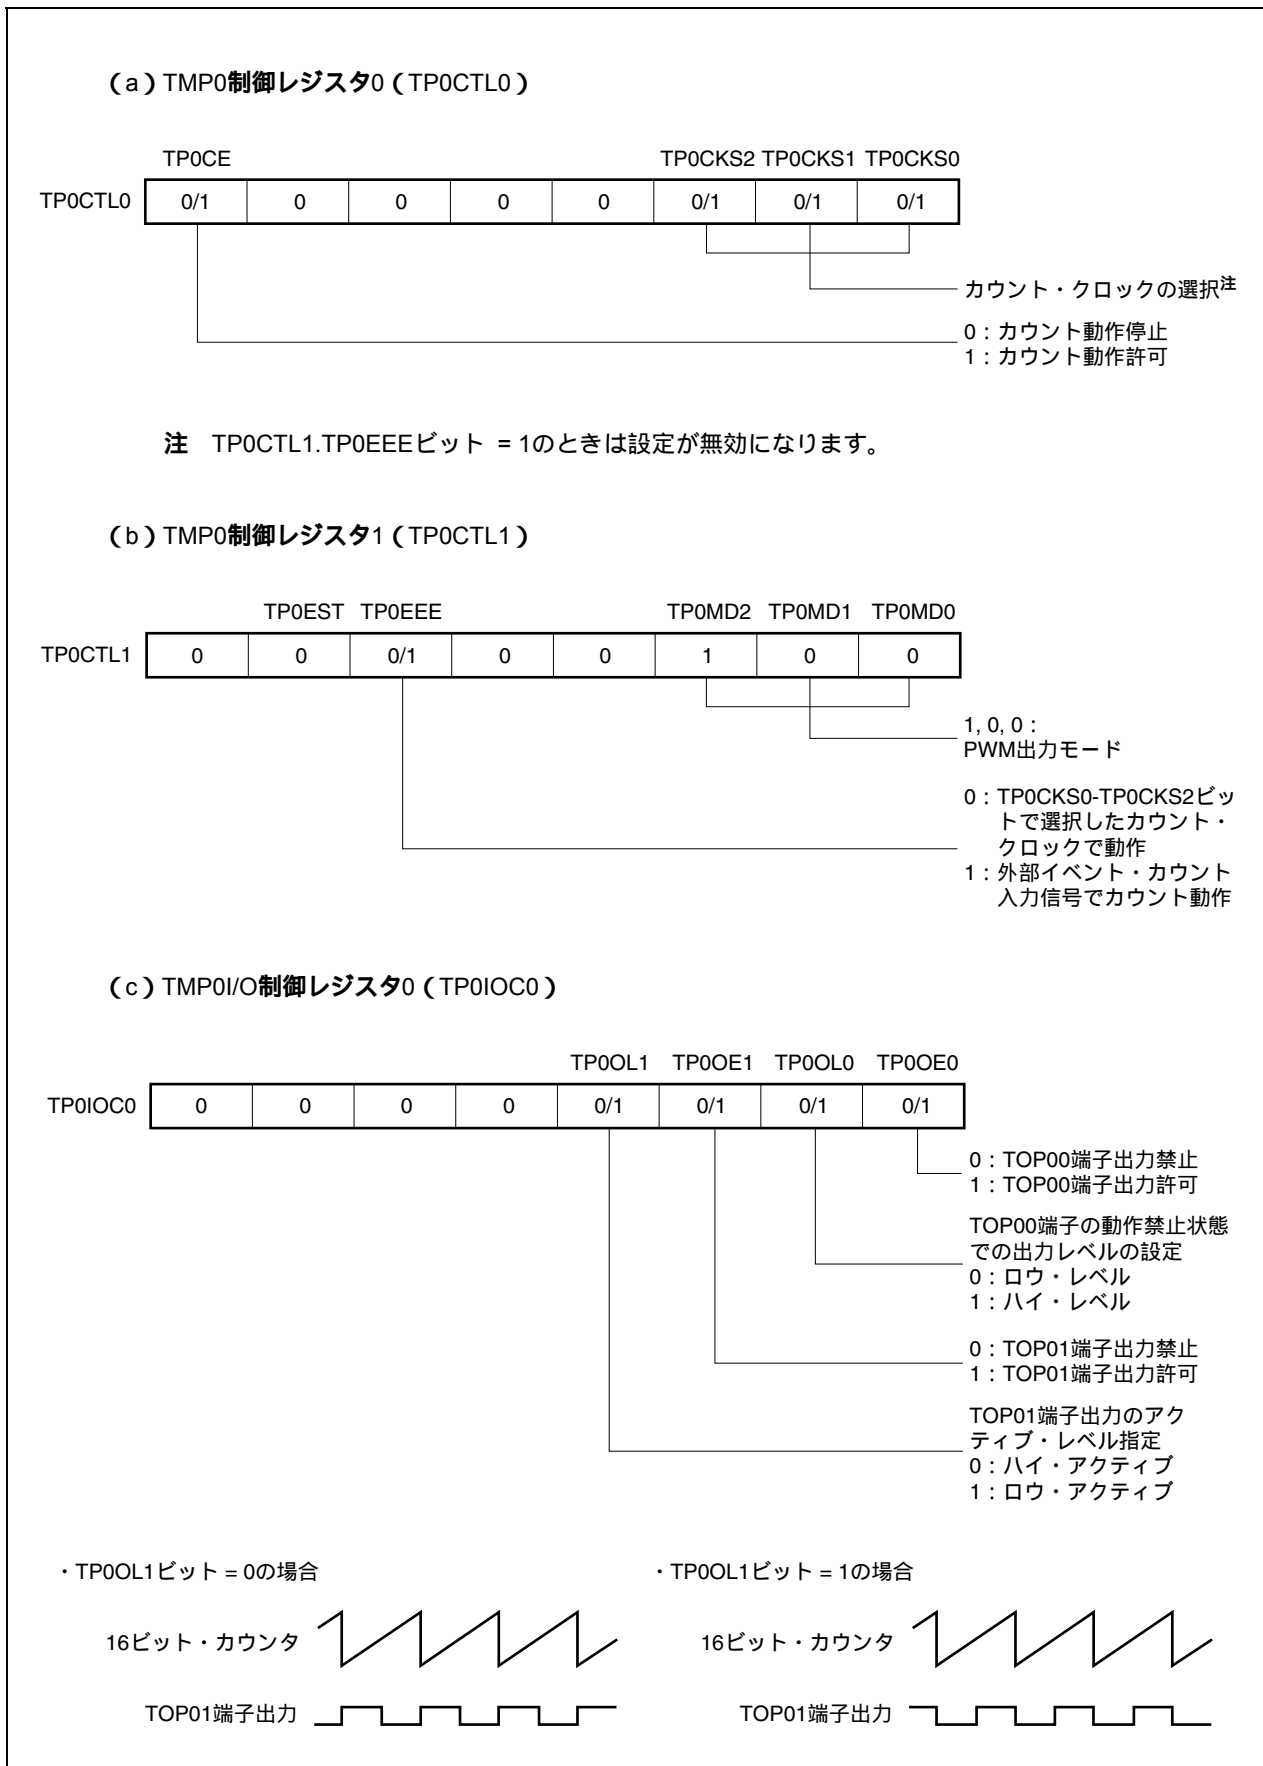 （a）TMP0制御レジスタ0（TP0CTL0）
TP0CE TP0CKS2 TP0CKS1 TP0CKS0
TP0CTL0 0/1 0 0 0 0 0/1 0/1 0/1
カウント・クロックの選択注
0：カウント動作停止
1：カウント動作許可
注 TP0CTL1.TP0EEEビット = 1のときは設定が無効になります。
（b）TMP0制御レジスタ1（TP0CTL1）
TP0EST TP0EEE TP0MD2 TP0MD1 TP0MD0
TP0CTL1 0 0 0/1 0 0 1 0 0
1, 0, 0：
PWM出力モード
0：TP0CKS0-TP0CKS2ビッ
トで選択したカウント・
クロックで動作
1：外部イベント・カウント
入力信号でカウント動作
（c）TMP0I/O制御レジスタ0（TP0IOC0）
TP0OL1 TP0OE1 TP0OL0 TP0OE0
TP0IOC0 0 0 0 0 0/1 0/1 0/1 0/1
0：TOP00端子出力禁止
1：TOP00端子出力許可
TOP00端子の動作禁止状態
での出力レベルの設定
0：ロウ・レベル
1：ハイ・レベル
0：TOP01端子出力禁止
1：TOP01端子出力許可
TOP01端子出力のアク
ティブ・レベル指定
0：ハイ・アクティブ
1：ロウ・アクティブ
・TP0OL1ビット = 0の場合
16ビット・カウンタ
TOP01端子出力
・TP0OL1ビット = 1の場合
16ビット・カウンタ
TOP01端子出力